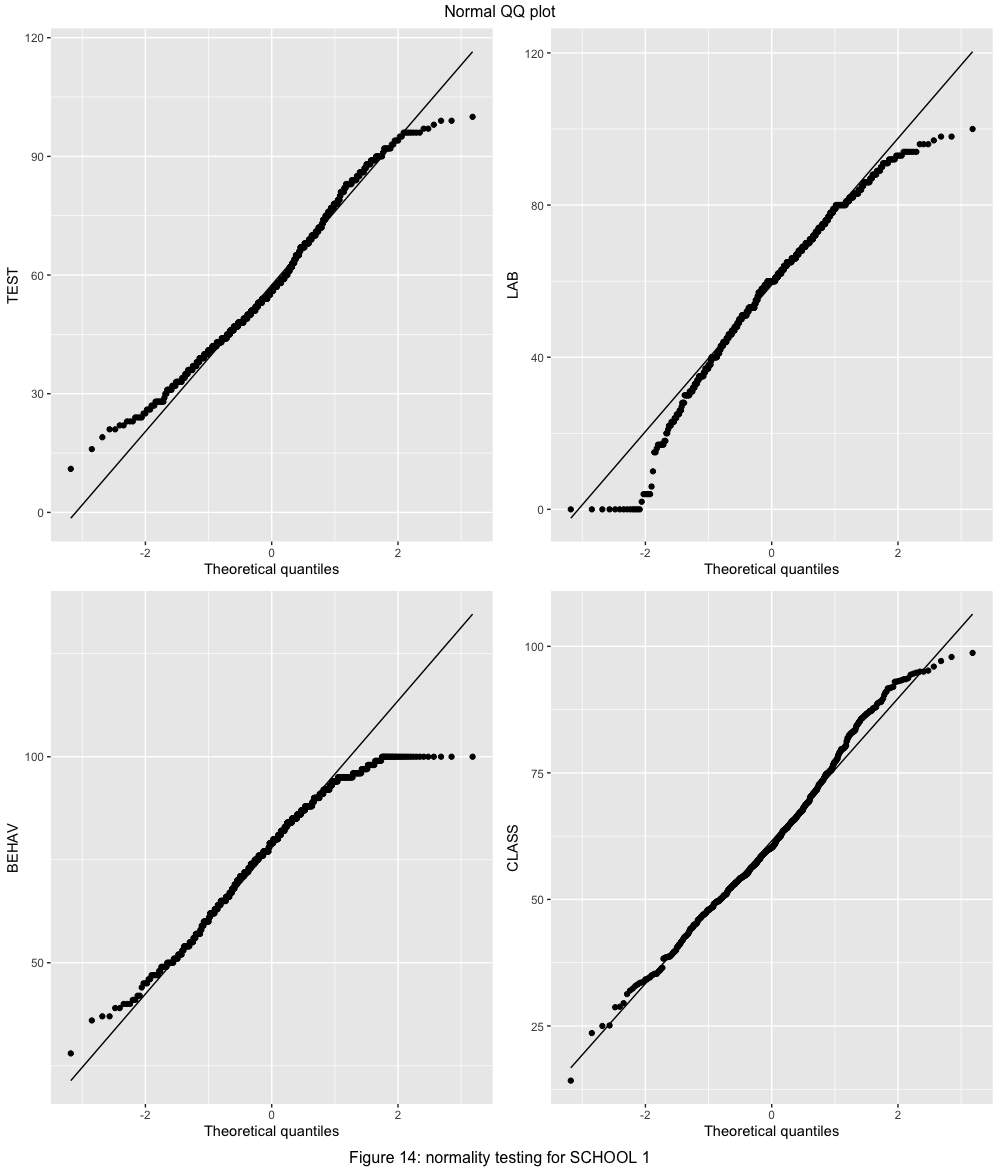 Normal QQ plot
TEST
120
90
60
30
0
-2 0 2
Theoretical quantiles
LAB
120
80
40
0
-2 0 2
Theoretical quantiles
BEHAV
100
50
-2 0 2
Theoretical quantiles
CLASS
100
75
50
25
-2 0 2
Theoretical quantiles
Figure 14: normality testing for SCHOOL 1